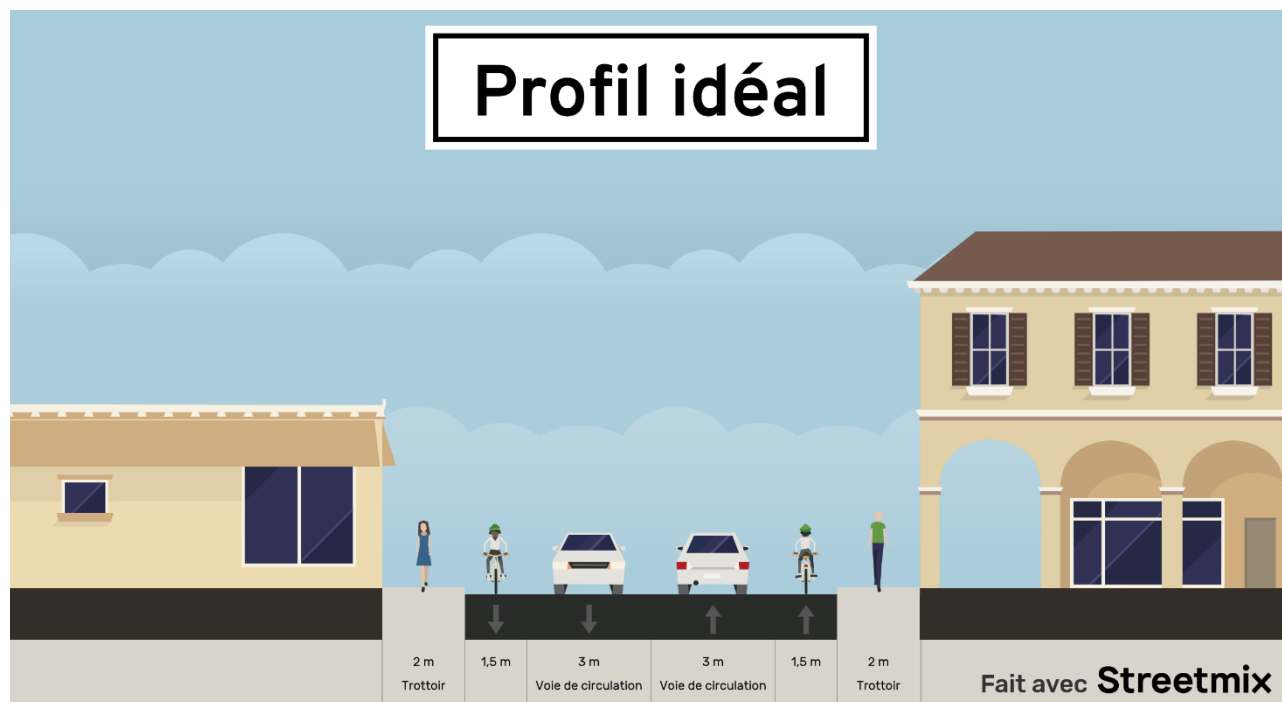 Profil idéal
2 m
Trottoir
1,5 m
3 m
Voie de circulation
3 m
Voie de circulation
1,5 m
2 m
Trottoir
Fait avec Streetmix